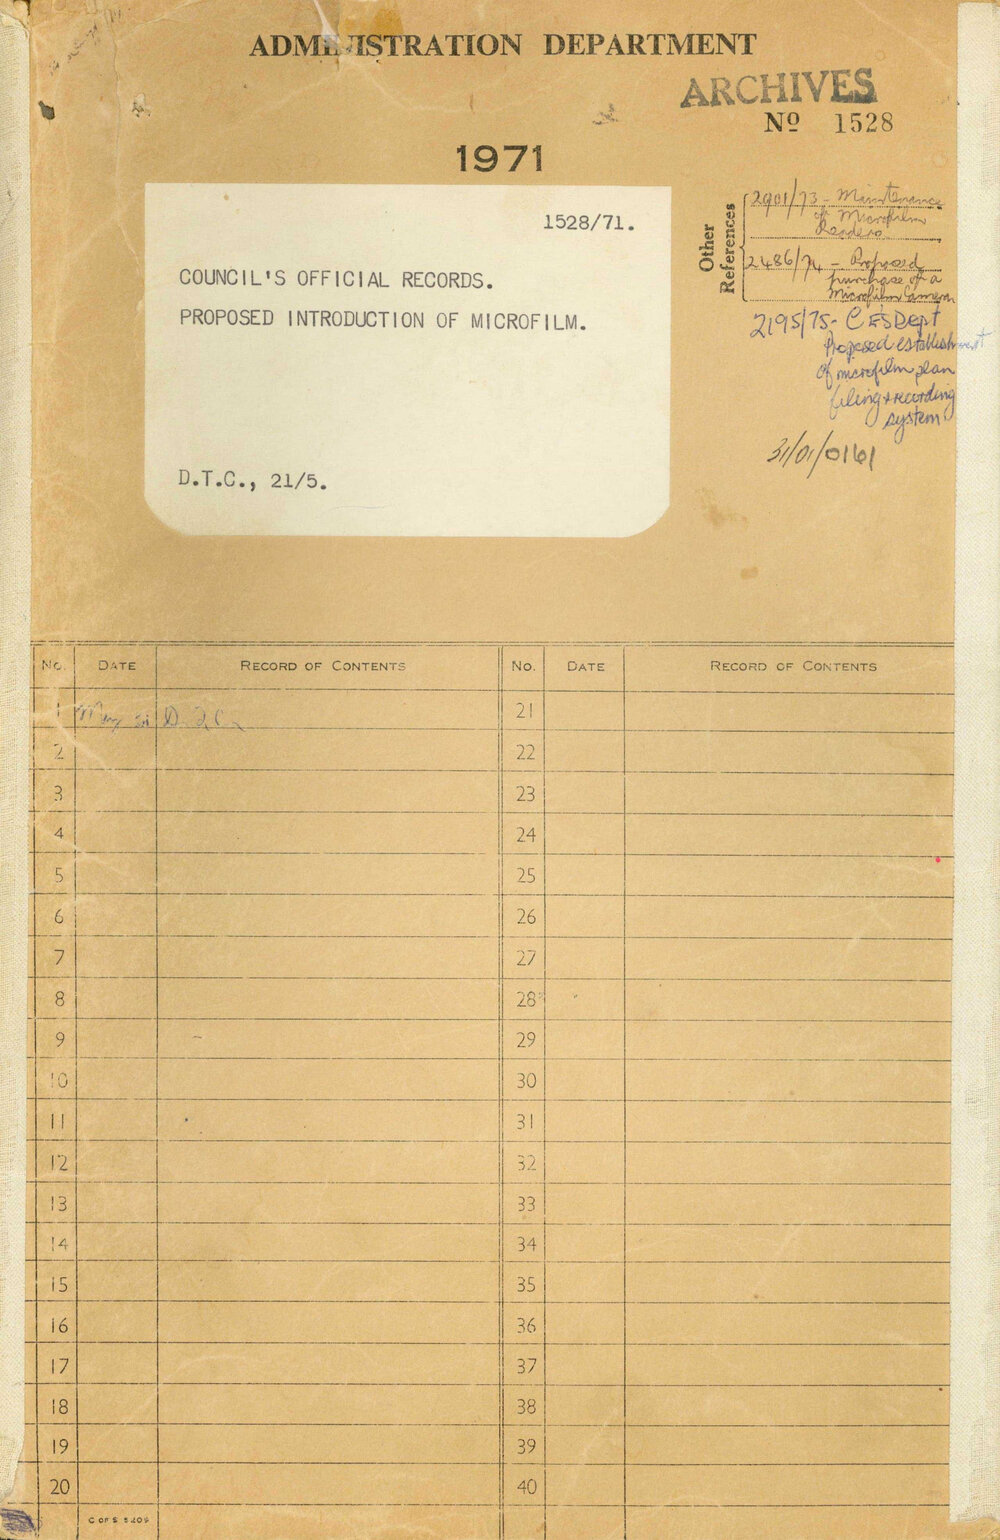 ADMINISTRATION DEPARTMENT
ARCHIVES
Nº 1528
1971
1528/71.
COUNCIL'S OFFICIAL RECORDS.
PROPOSED INTRODUCTION OF MICROFILM.
D.T.C., 21/5.
Other References
2901/73 - Maintenance
of Microfilm
Readers
2486/74 - Proposed
purchase of a
Microfilm Camera
2195/75 - CESDept
Proposed establishment
of microfilm plan
filing & recording
system
31/01/0161
No. DATE RECORD OF CONTENTS No. DATE RECORD OF CONTENTS
1 May 21 21
2 22
3 23
4 24
5 25
6 26
7 27
8 28
9 29
10 30
11 31
12 32
13 33
14 34
15 35
16 36
17 37
18 38
19 39
20 40
C OF S